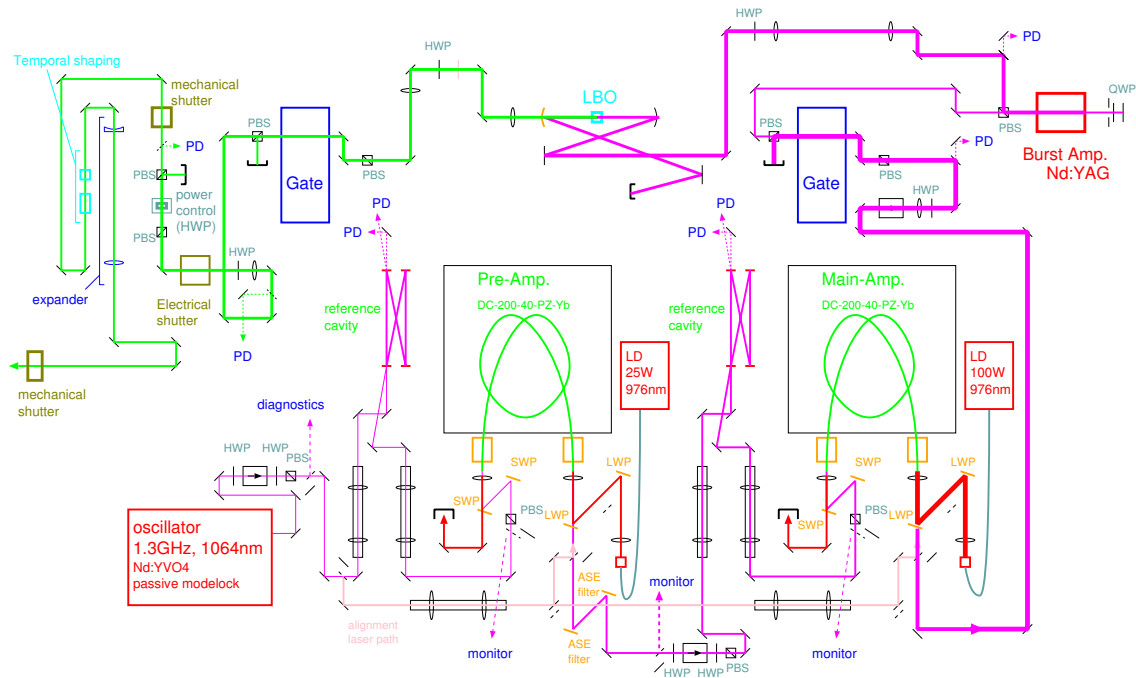 HWP
PD
Temporal shaping
mechanical
shutter
HWP
LBO
QWP
PBS
PBS
PBS
PD
PD
PBS
PBS
PBS
Burst Amp.
Nd:YAG
Gate
Gate
power
control
(HWP)
HWP
PBS
PD
PD
PD
PD
HWP
expander
Electrical
shutter
Pre-Amp.
DC-200-40-PZ-Yb
Main-Amp.
DC-200-40-PZ-Yb
reference
cavity
reference
cavity
PD
LD
25W
976nm
LD
100W
976nm
mechanical
shutter
diagnostics
HWP
HWP
PBS
SWP
LWP
SWP
LWP
SWP
LWP
PBS
SWP
LWP
PBS
oscillator
1.3GHz, 1064nm
Nd:YVO4
passive modelock
ASE
filter
monitor
alignment
laser path
ASE
filter
monitor
HWP
HWP
PBS
monitor